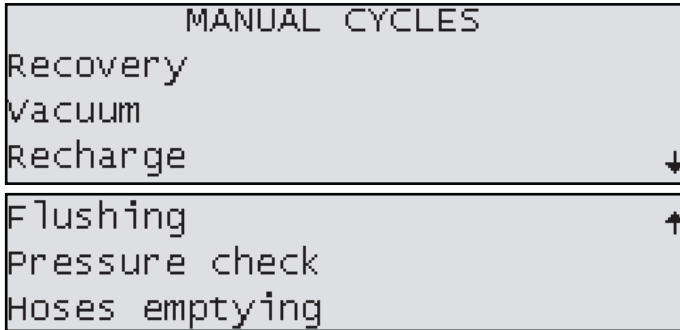 MANUAL CYCLES
Recovery
Vacuum
Recharge ↓
Flushing ↑
Pressure check
Hoses emptying